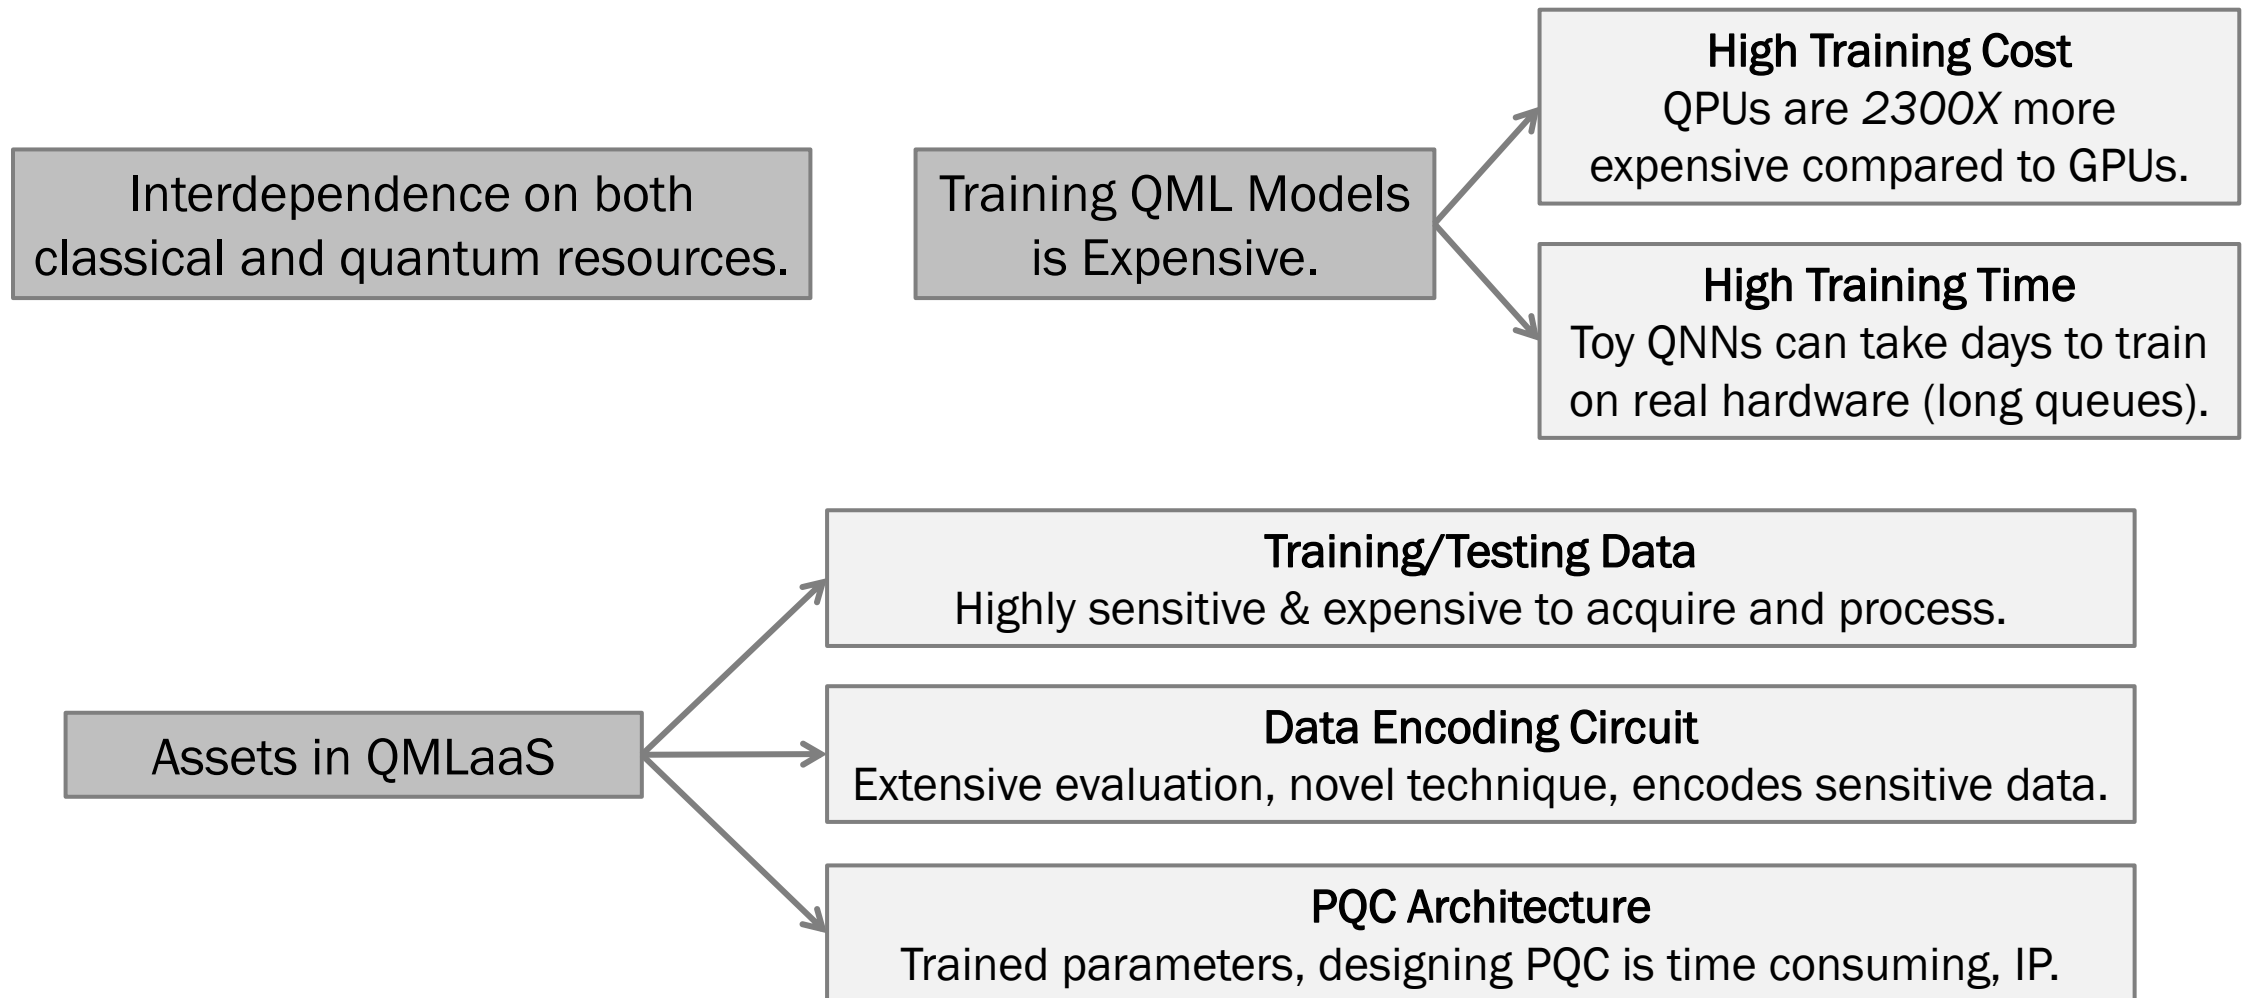 Interdependence on both
classical and quantum resources.
Training QML Models
is Expensive.
High Training Cost
QPUs are 2300X more
expensive compared to GPUs.
High Training Time
Toy QNNs can take days to train
on real hardware (long queues).
Assets in QMLaaS
Training/Testing Data
Highly sensitive & expensive to acquire and process.
Data Encoding Circuit
Extensive evaluation, novel technique, encodes sensitive data.
PQC Architecture
Trained parameters, designing PQC is time consuming, IP.